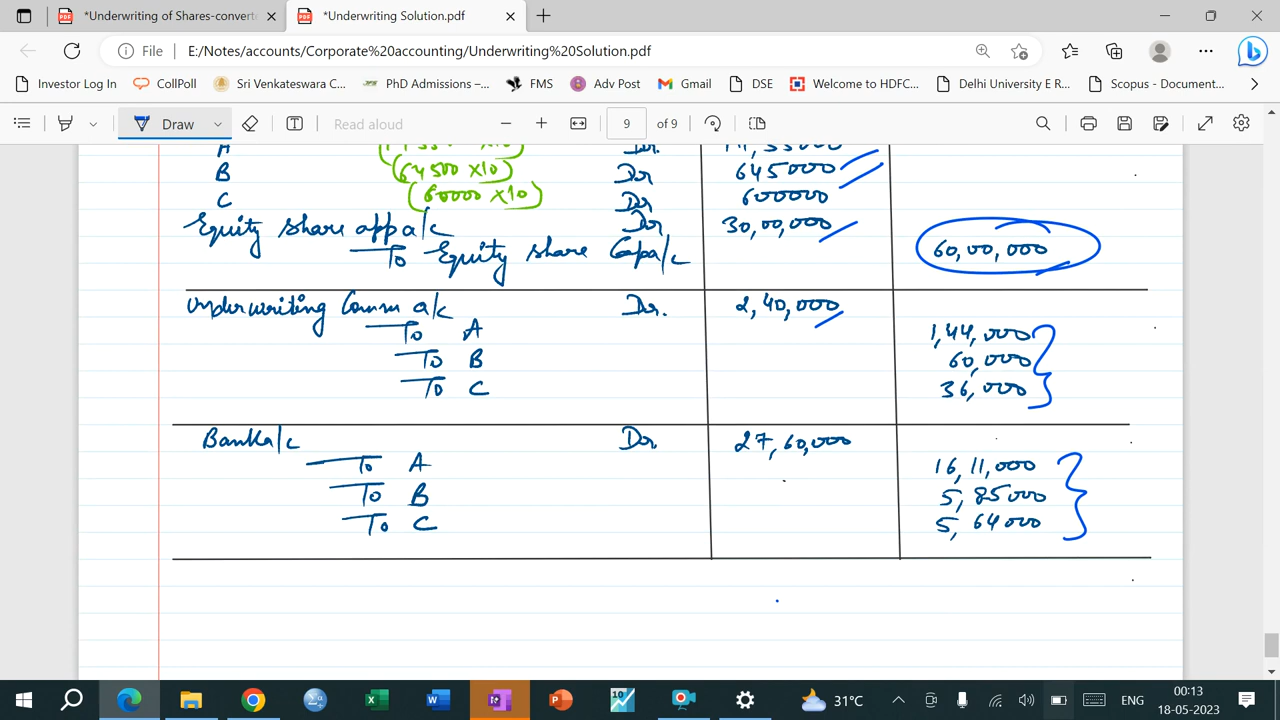 *Underwriting of Shares-convert
*Underwriting Solution.pdf
File E:/Notes/accounts/Corporate%20accounting/Underwriting%20Solution.pdf
Investor Log In CollPoll Sri Venkateswara C... PhD Admissions –... FMS Adv Post Gmail DSE Welcome to HDFC... Delhi University E R... Scopus - Document...
Draw Read aloud 9 of 9
A Dr.
B (64500 x10) Dr 645000
C (60000 x10) Dr 600000
Equity share app a/c Dr 30,00,000
To Equity share Cap a/c 60,00,000
Underwriting Comm a/c Dr. 2,40,000
To A 1,44,000
To B 60,000
To C 36,000
Bank a/c Dr. 27,60,000
To A 16,11,000
To B 5,85000
To C 5,64000
10
31°C ENG 00:13
18-05-2023